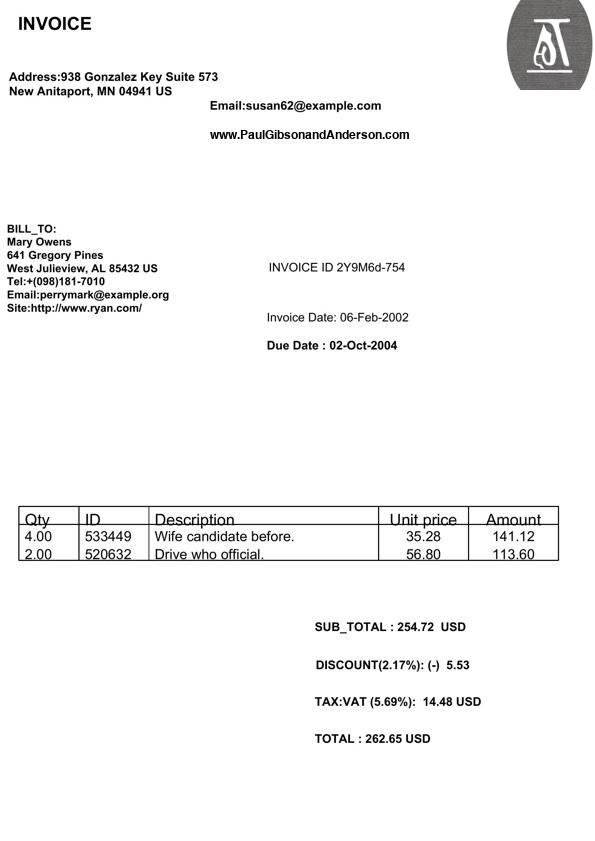 INVOICE
Address:938 Gonzalez Key Suite 573
New Anitaport, MN 04941 US
Email:susan62@example.com
www.PaulGibsonandAnderson.com
BILL_TO:
Mary Owens
641 Gregory Pines
West Julieview, AL 85432 US
Tel:+(098)181-7010
Email:perrymark@example.org
Site:http://www.ryan.com/
INVOICE ID 2Y9M6d-754
Invoice Date: 06-Feb-2002
Due Date : 02-Oct-2004
Qty ID Description Unit price Amount
4.00 533449 Wife candidate before. 35.28 141.12
2.00 520632 Drive who official. 56.80 113.60
SUB_TOTAL : 254.72 USD
DISCOUNT(2.17%): (-) 5.53
TAX:VAT (5.69%): 14.48 USD
TOTAL : 262.65 USD